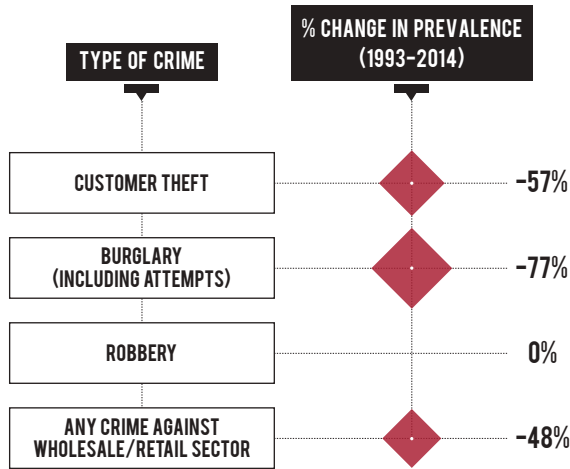 TYPE OF CRIME
% CHANGE IN PREVALENCE
(1993-2014)
CUSTOMER THEFT
-57%
BURGLARY
(INCLUDING ATTEMPTS)
-77%
ROBBERY
0%
ANY CRIME AGAINST
WHOLESALE/RETAIL SECTOR
-48%